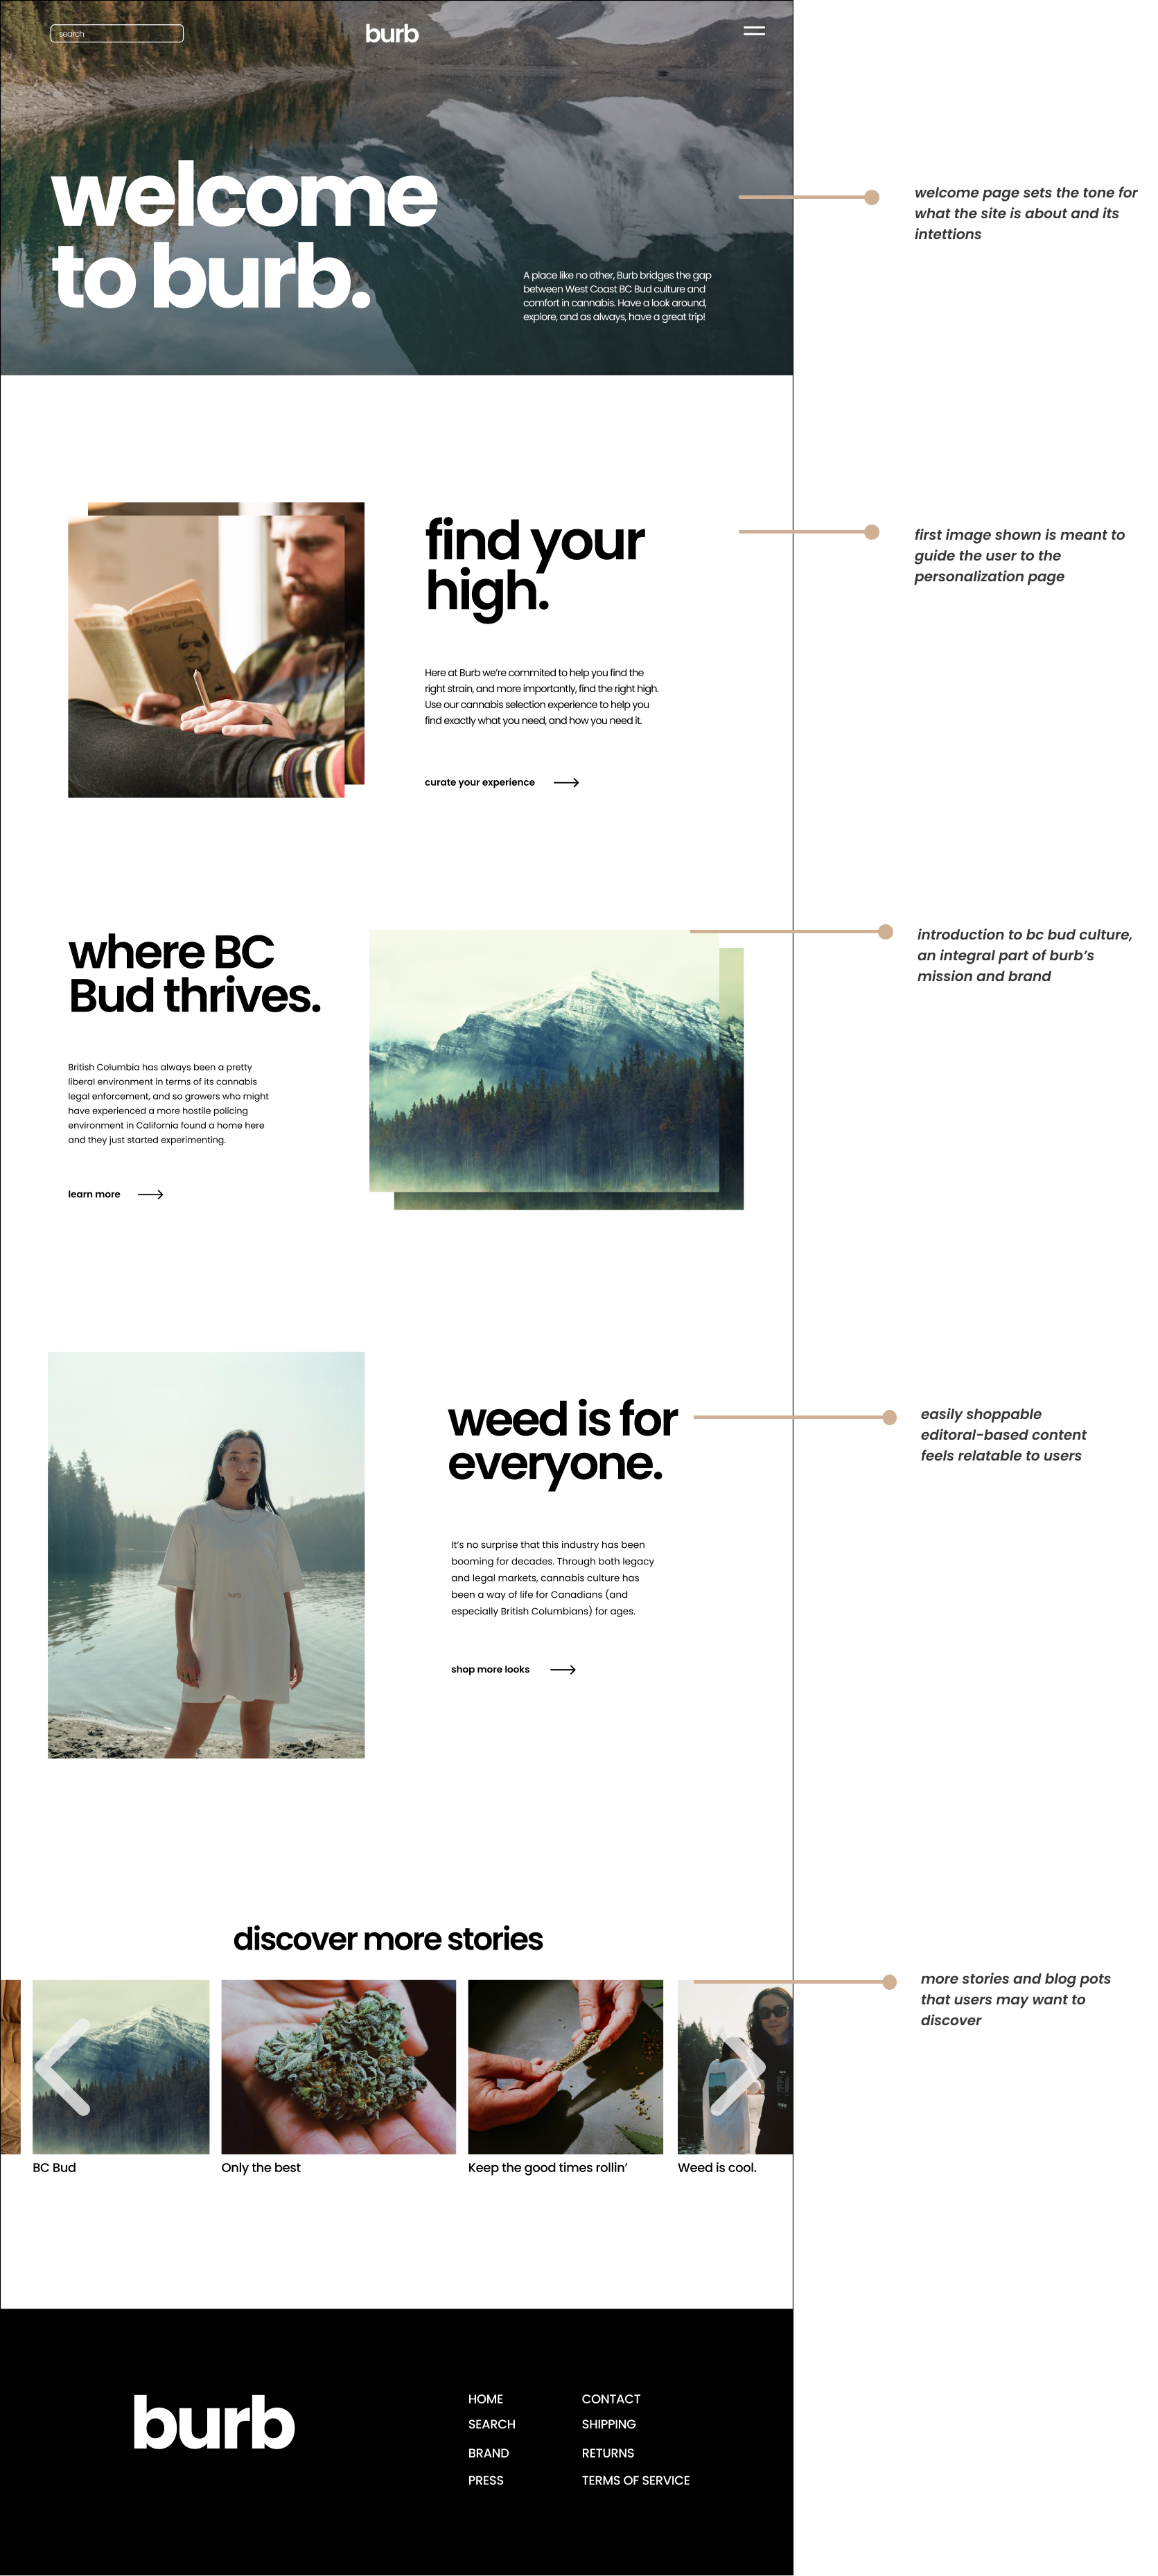 search
burb
welcome
to burb.
A place like no other, Burb bridges the gap
between West Coast BC Bud culture and
comfort in cannabis. Have a look around,
explore, and as always, have a great trip!
welcome page sets the tone for
what the site is about and its
intettions
F. Scott Fitzgerald
The Great Gatsby
find your
high.
Here at Burb we're commited to help you find the
right strain, and more importantly, find the right high.
Use our cannabis selection experience to help you
find exactly what you need, and how you need it.
curate your experience
first image shown is meant to
guide the user to the
personalization page
where BC
Bud thrives.
British Columbia has always been a pretty
liberal environment in terms of its cannabis
legal enforcement, and so growers who might
have experienced a more hostile policing
environment in California found a home here
and they just started experimenting.
learn more
introduction to bc bud culture,
an integral part of burb's
mission and brand
burb
weed is for
everyone.
It's no surprise that this industry has been
booming for decades. Through both legacy
and legal markets, cannabis culture has
been a way of life for Canadians (and
especially British Columbians) for ages.
shop more looks
easily shoppable
editoral-based content
feels relatable to users
discover more stories
BC Bud
Only the best
Keep the good times rollin'
Weed is cool.
more stories and blog pots
that users may want to
discover
burb
HOME
SEARCH
BRAND
PRESS
CONTACT
SHIPPING
RETURNS
TERMS OF SERVICE